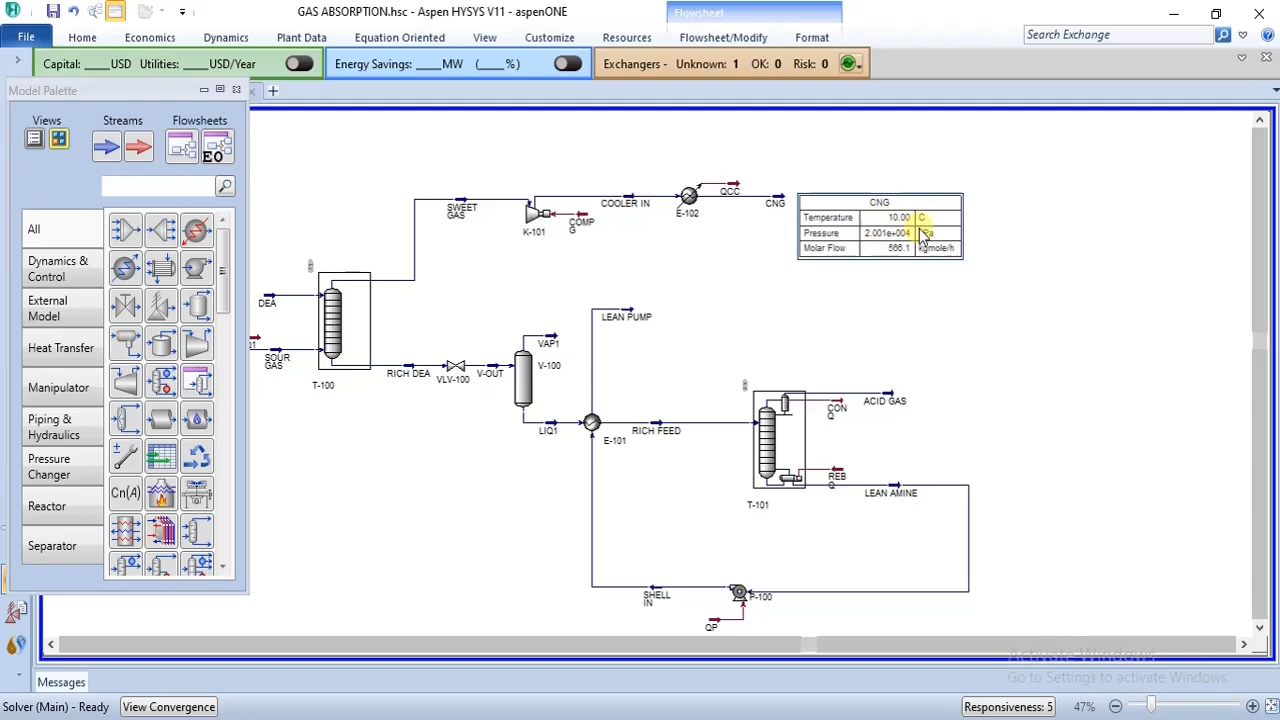 GAS ABSORPTION.hsc - Aspen HYSYS V11 - aspenONE
Flowsheet
File
Home
Economics
Dynamics
Plant Data
Equation Oriented
View
Customize
Resources
Flowsheet/Modify
Format
Search Exchange
Capital: ____USD Utilities: ____USD/Year
Energy Savings: ____MW (____%)
Exchangers - Unknown: 1 OK: 0 Risk: 0
Model Palette
Views
Streams
Flowsheets
EO
All
Dynamics &
Control
External
Model
Heat Transfer
Manipulator
Piping &
Hydraulics
Pressure
Changer
Reactor
Separator
Cn(A)
SWEET
GAS
K-101
COMP
COOLER IN
E-102
QCC
CNG
CNG
Temperature 10.00 C
Pressure 2.001e+004
Molar Flow 566.1 kgmole/h
DEA
SOUR
GAS
T-100
RICH DEA
VLV-100
V-OUT
VAP1
V-100
LIQ1
LEAN PUMP
E-101
RICH FEED
CON
Q
ACID GAS
REB
Q
LEAN AMINE
T-101
SHELL
IN
P-100
QP
Activate Windows
Go to Settings to activate Windows.
Messages
Solver (Main) - Ready
View Convergence
Responsiveness: 5
47%